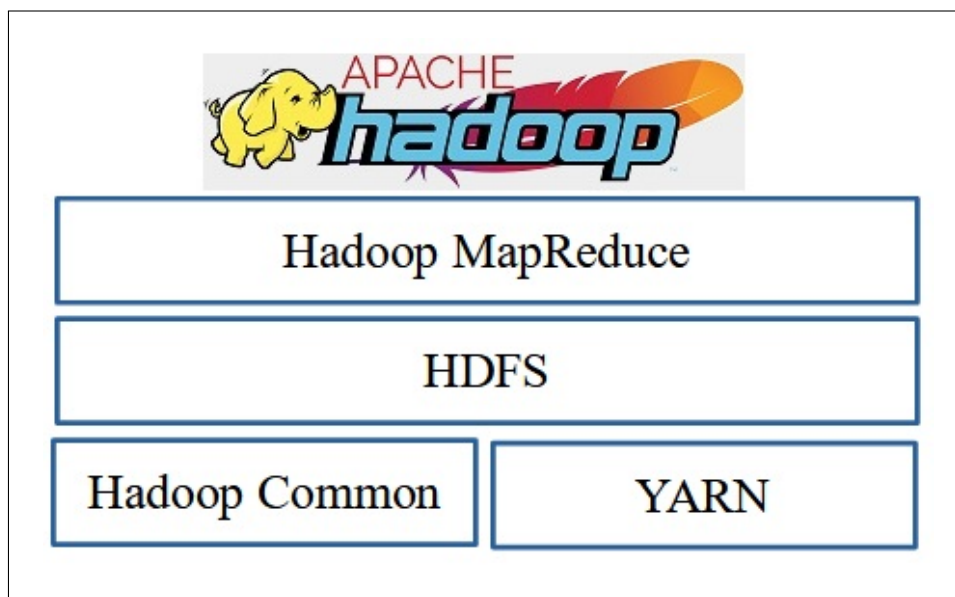 APACHE
hadoop
Hadoop MapReduce
HDFS
Hadoop Common
YARN